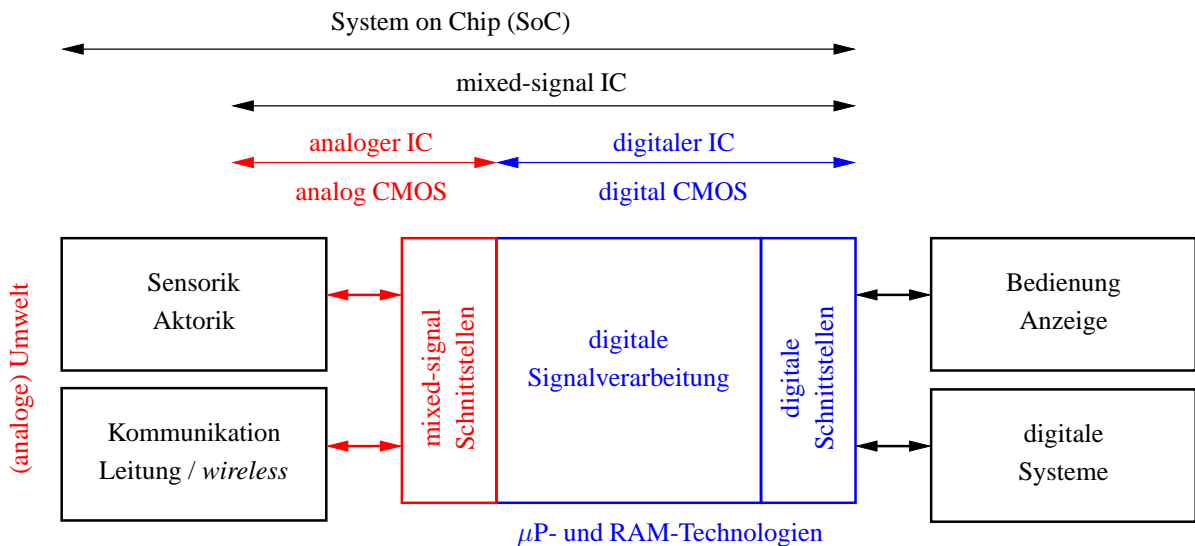 System on Chip (SoC)
mixed-signal IC
analoger IC
digitaler IC
analog CMOS
digital CMOS
(analoge) Umwelt
Sensorik
Aktorik
Kommunikation
Leitung / wireless
mixed-signal
Schnittstellen
digitale
Signalverarbeitung
digitale
Schnittstellen
Bedienung
Anzeige
digitale
Systeme
μP- und RAM-Technologien